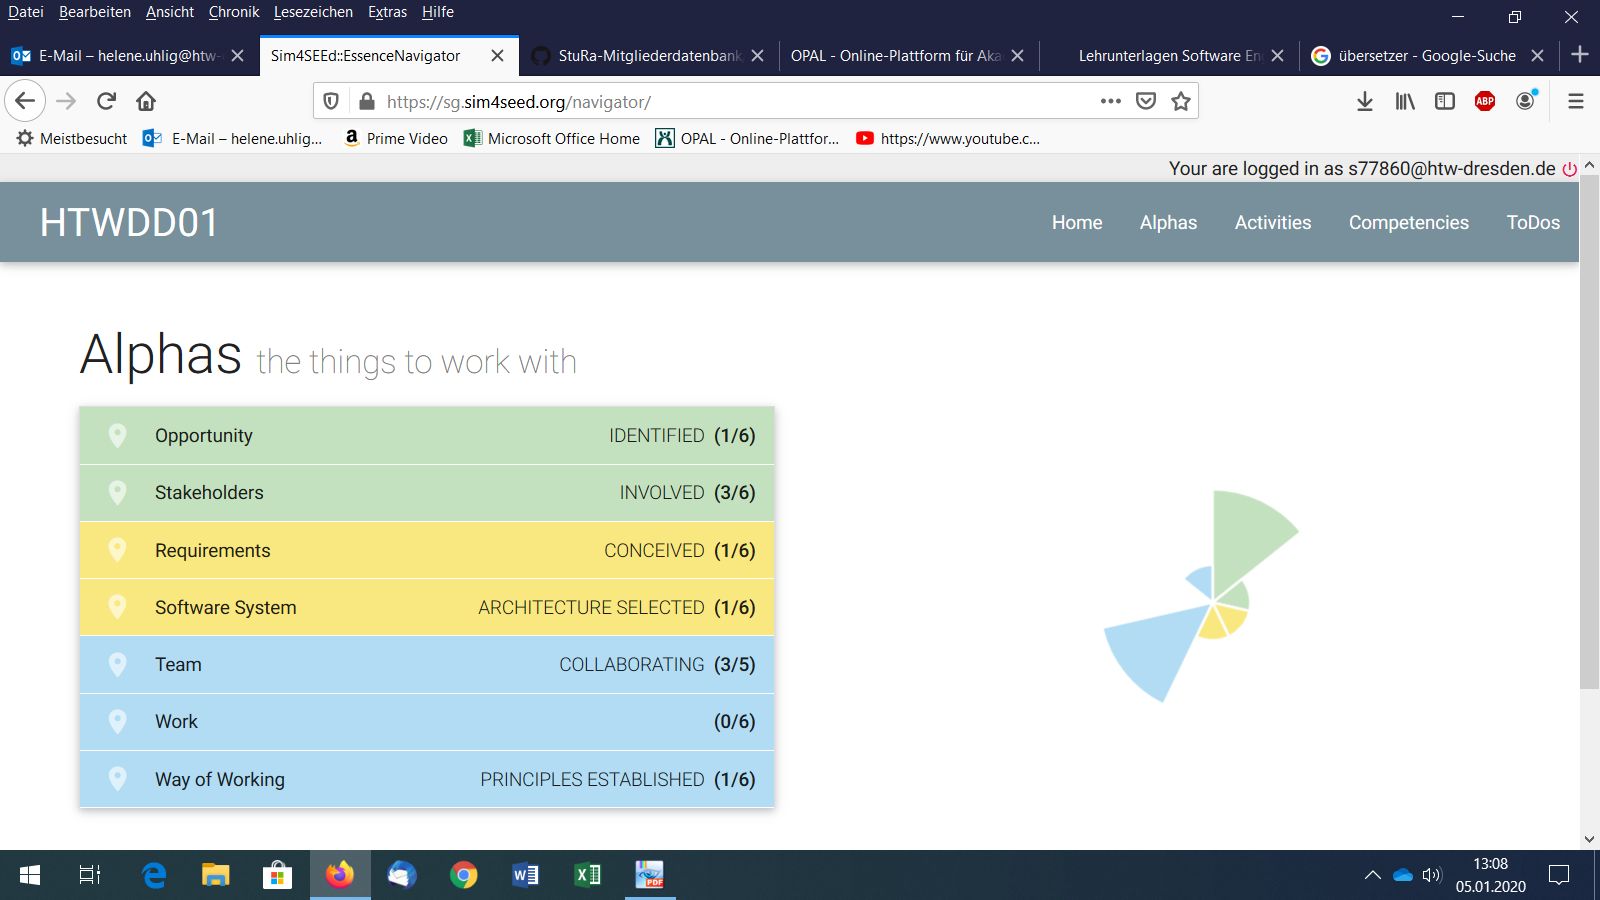 Datei Bearbeiten Ansicht Chronik Lesezeichen Extras Hilfe
E-Mail – helene.uhlig@htw- Sim4SEEd::EssenceNavigator StuRa-Mitgliederdatenbank OPAL - Online-Plattform für Aka Lehrunterlagen Software En übersetzer - Google-Suche
https://sg.sim4seed.org/navigator/ ABP
Meistbesucht E-Mail – helene.uhlig... Prime Video Microsoft Office Home OPAL - Online-Plattfor... https://www.youtube.c...
Your are logged in as s77860@htw-dresden.de
HTWDD01 Home Alphas Activities Competencies ToDos
Alphas the things to work with
Opportunity IDENTIFIED (1/6)
Stakeholders INVOLVED (3/6)
Requirements CONCEIVED (1/6)
Software System ARCHITECTURE SELECTED (1/6)
Team COLLABORATING (3/5)
Work (0/6)
Way of Working PRINCIPLES ESTABLISHED (1/6)
PDF
13:08
05.01.2020